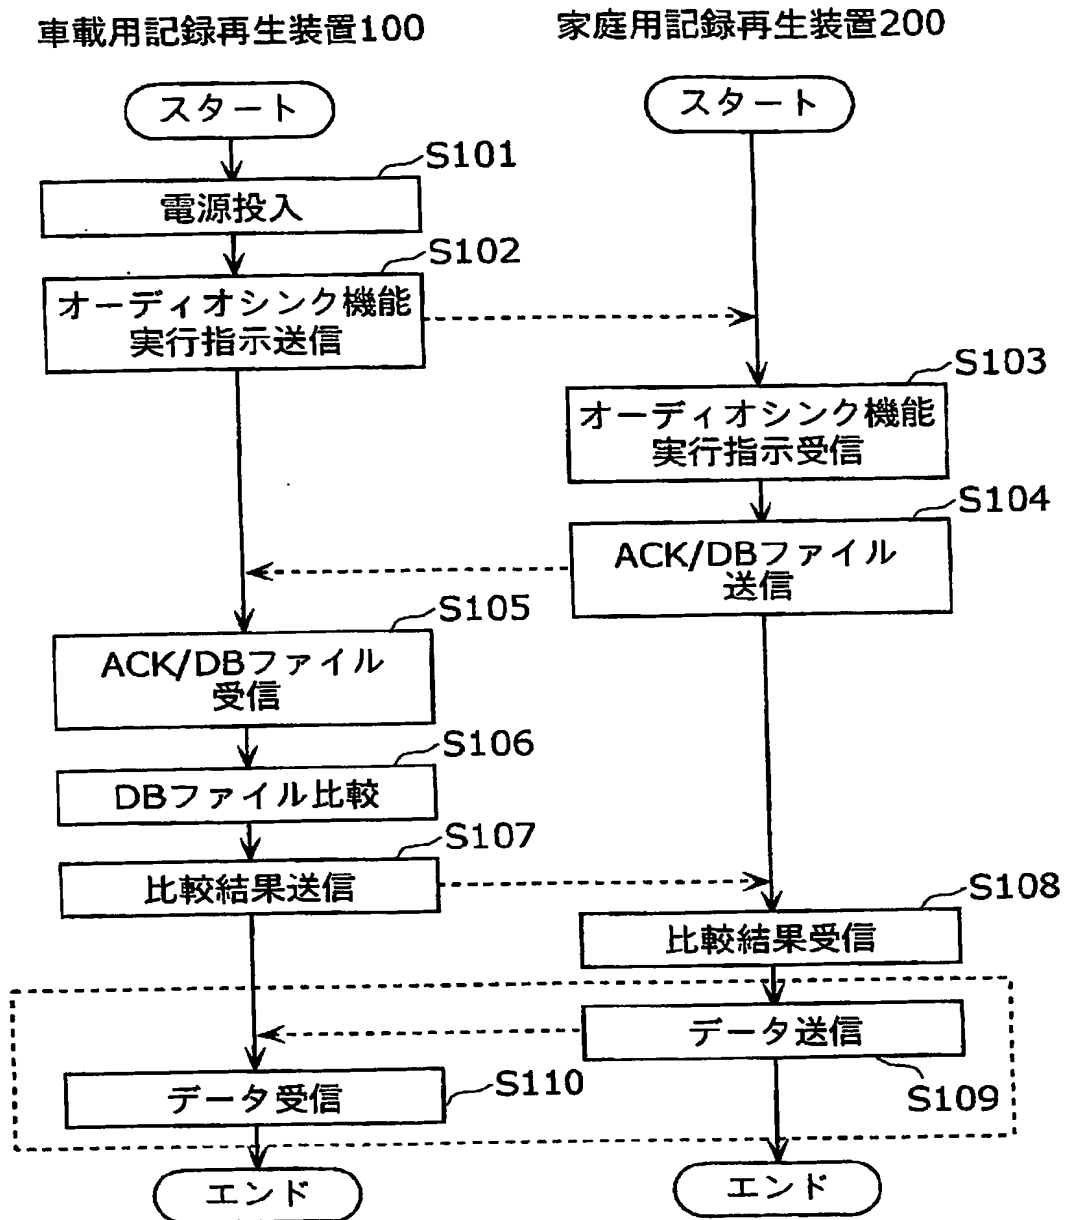 車載用記録再生装置100
家庭用記録再生装置200
スタート
スタート
S101
電源投入
S102
オーディオシンク機能
実行指示送信
S103
オーディオシンク機能
実行指示受信
S104
ACK/DBファイル
送信
S105
ACK/DBファイル
受信
S106
DBファイル比較
S107
比較結果送信
S108
比較結果受信
データ送信
S109
データ受信
S110
エンド
エンド